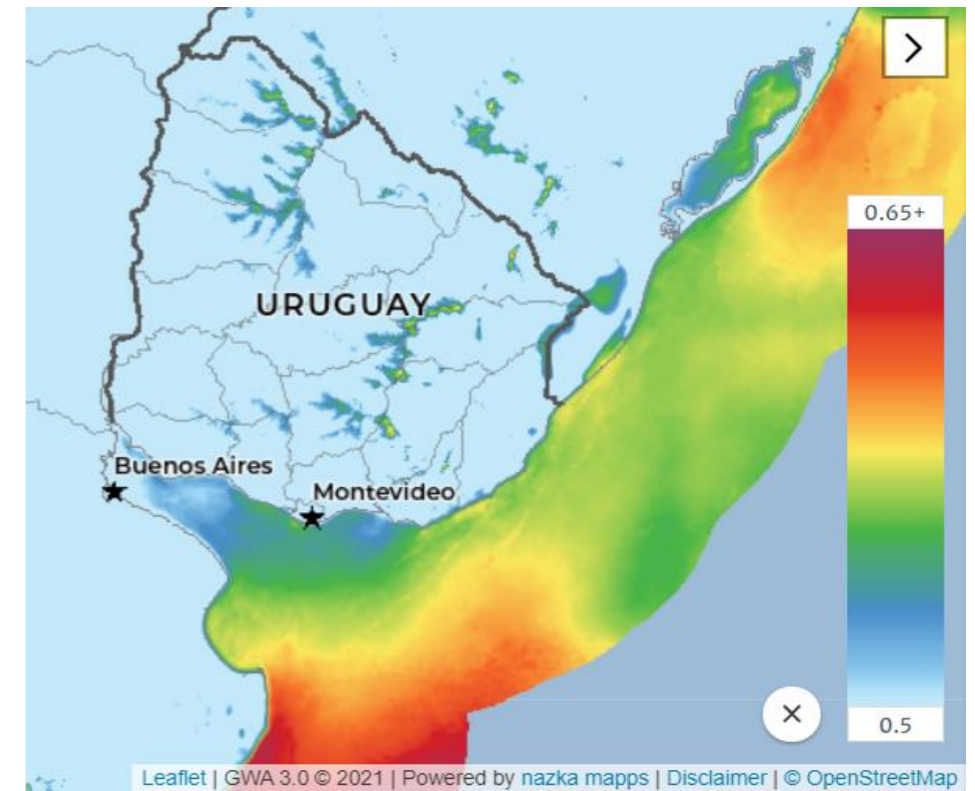 0.65+
URUGUAY
Buenos Aires
Montevideo
0.5
Leaflet | GWA 3.0 © 2021 | Powered by nazka mapps | Disclaimer | © OpenStreetMap